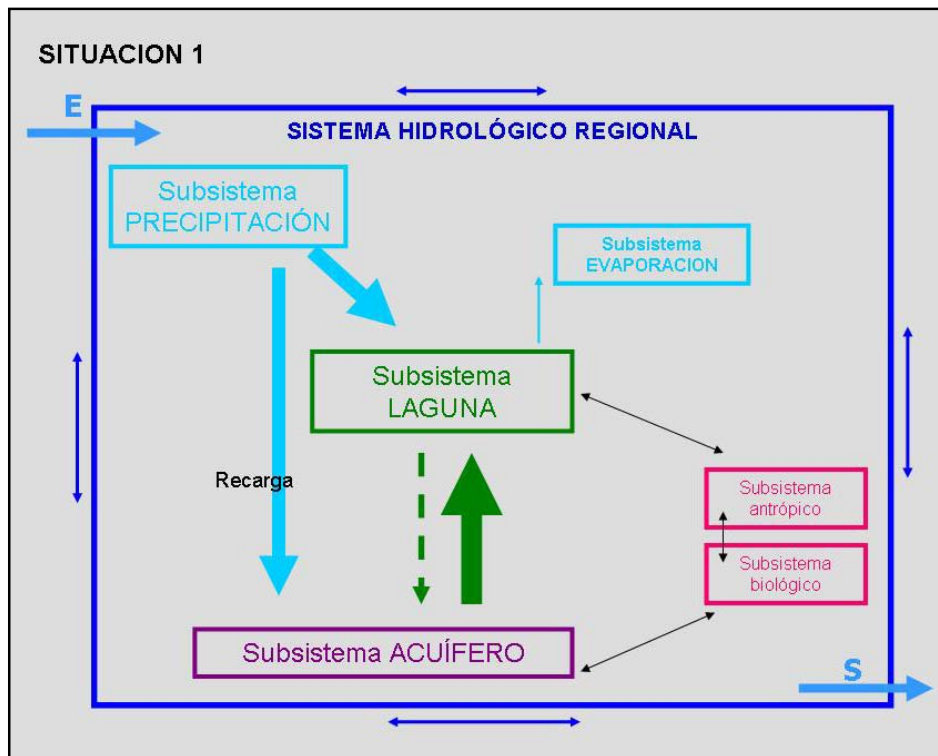 SITUACION 1
E
SISTEMA HIDROLÓGICO REGIONAL
Subsistema
PRECIPITACIÓN
Subsistema
EVAPORACION
Subsistema
LAGUNA
Recarga
Subsistema
antrópico
Subsistema
biológico
Subsistema ACUÍFERO
S